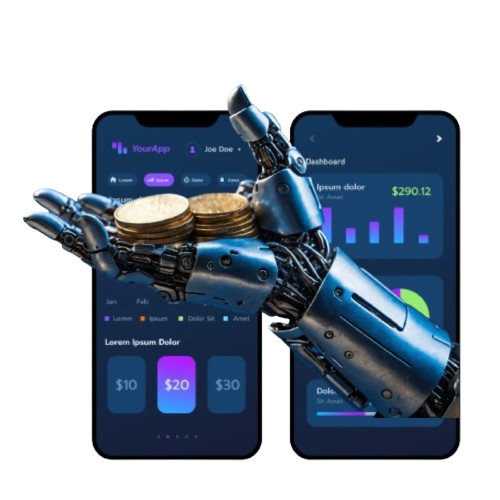 YourApp
Joe Doe
Lorem
Ipsum
Dolor
Amet
Jan Feb
Lorem Ipsum Dolor Sit Amet
Lorem Ipsum Dolor
$10 $20 $30
Dashboard
Ipsum dolor
Sit Amet
$290.12
Sit Amet